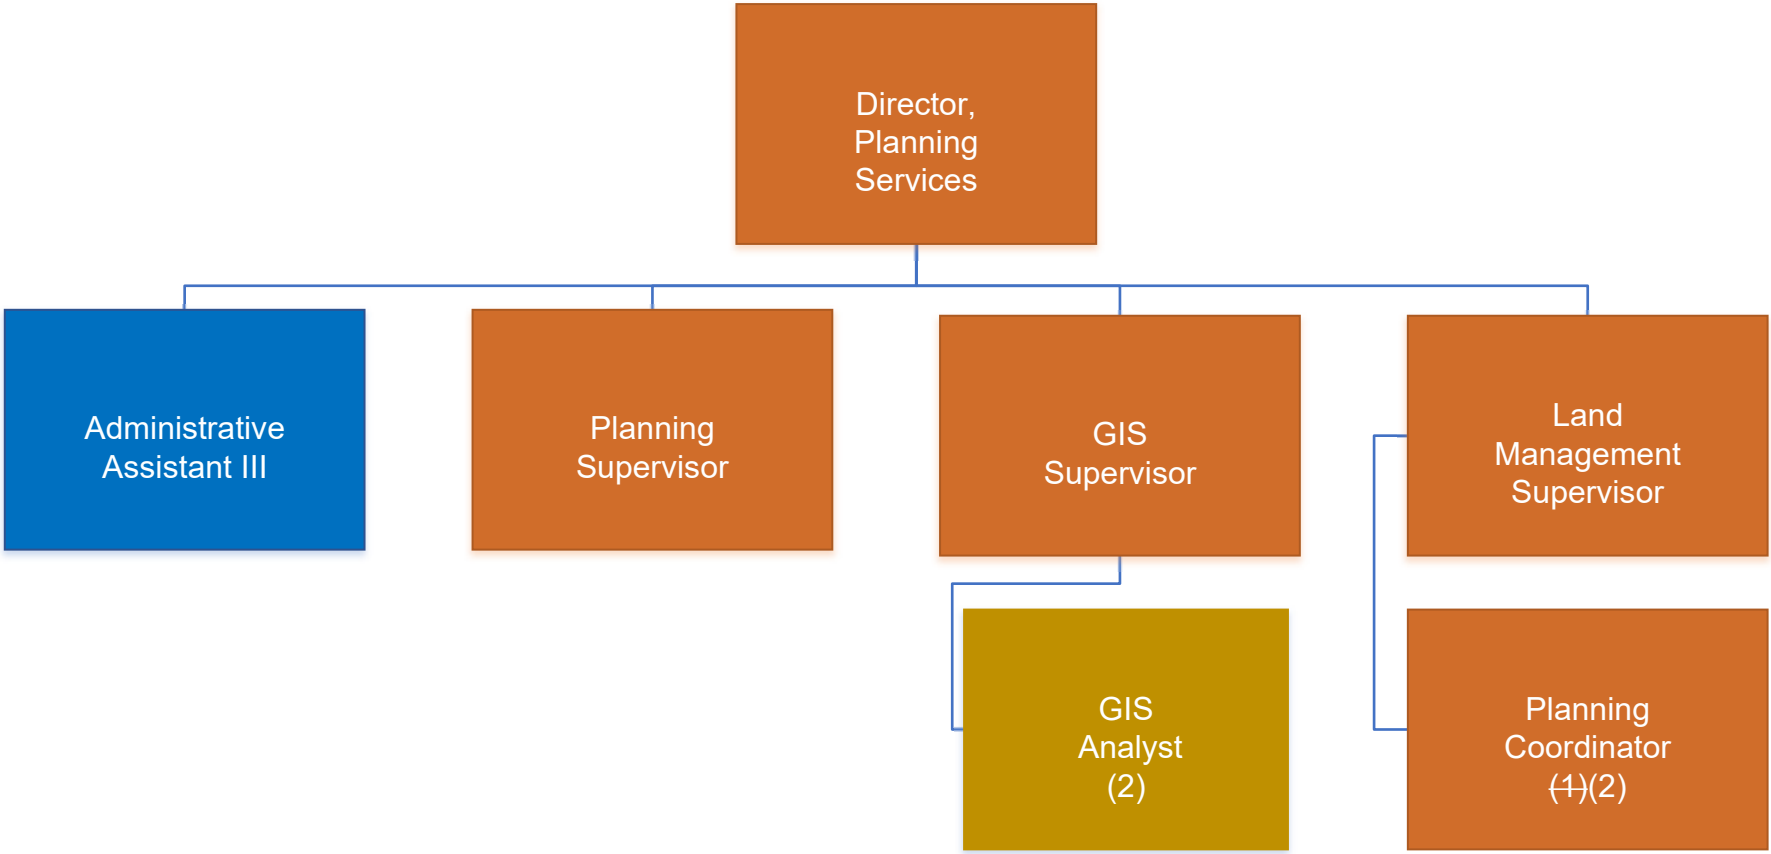 Director,
Planning
Services
Administrative
Assistant III
Planning
Supervisor
GIS
Supervisor
Land
Management
Supervisor
GIS
Analyst
(2)
Planning
Coordinator
(1)(2)